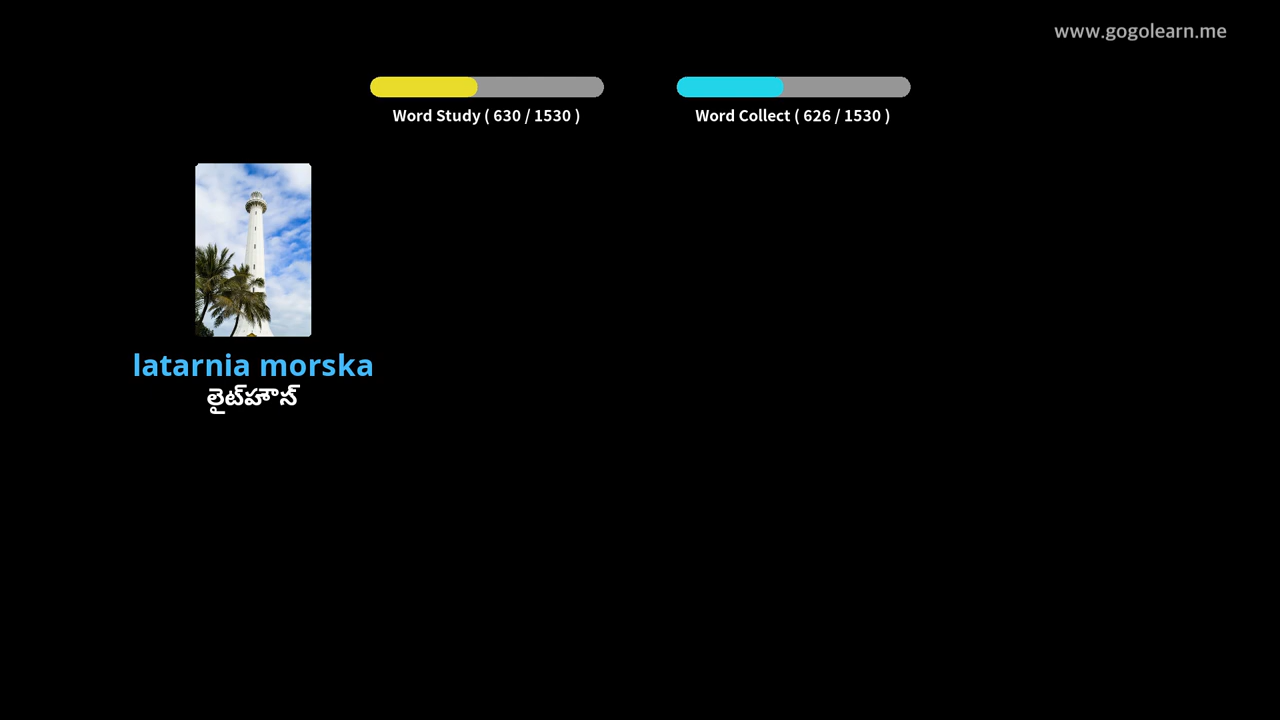 www.gogolearn.me
Word Study ( 630 / 1530 )
Word Collect ( 626 / 1530 )
latarnia morska
లైట్‌హౌస్